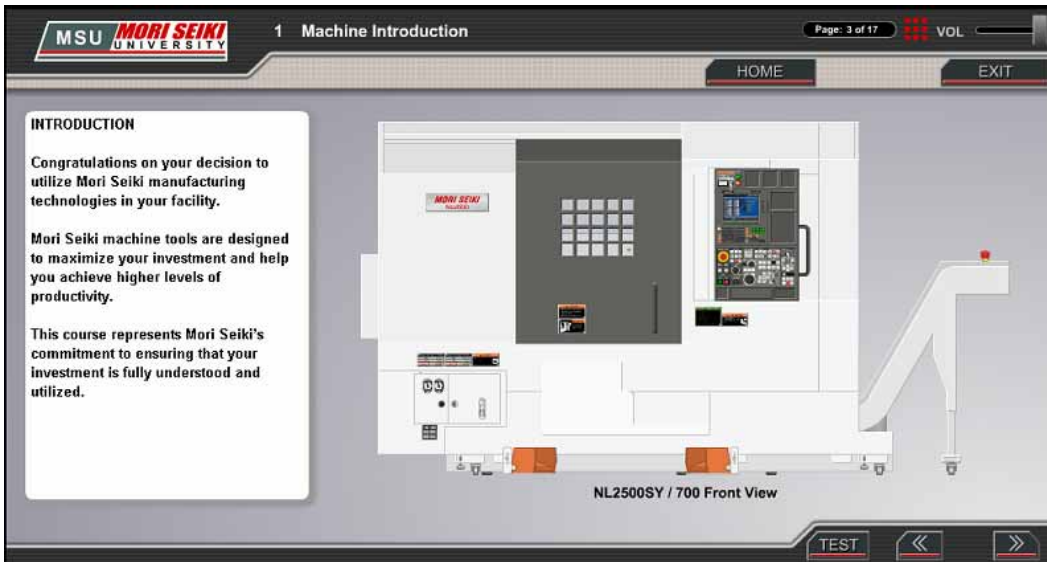 MSU MORI SEIKI
UNIVERSITY
1 Machine Introduction
Page: 3 of 17
VOL
HOME
EXIT
INTRODUCTION
Congratulations on your decision to
utilize Mori Seiki manufacturing
technologies in your facility.
Mori Seiki machine tools are designed
to maximize your investment and help
you achieve higher levels of
productivity.
This course represents Mori Seiki's
commitment to ensuring that your
investment is fully understood and
utilized.
MORI SEIKI
NL2500SY / 700 Front View
TEST